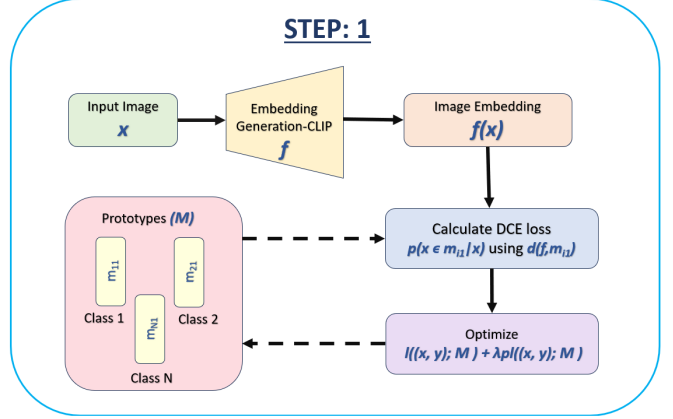 STEP: 1
Input Image
x
Embedding
Generation-CLIP
f
Image Embedding
f(x)
Prototypes (M)
m11
Class 1
m21
Class 2
mN1
Class N
Calculate DCE loss
p(x ϵ mi1|x) using d(f,mi1)
Optimize
l((x, y); M ) + λpl((x, y); M )